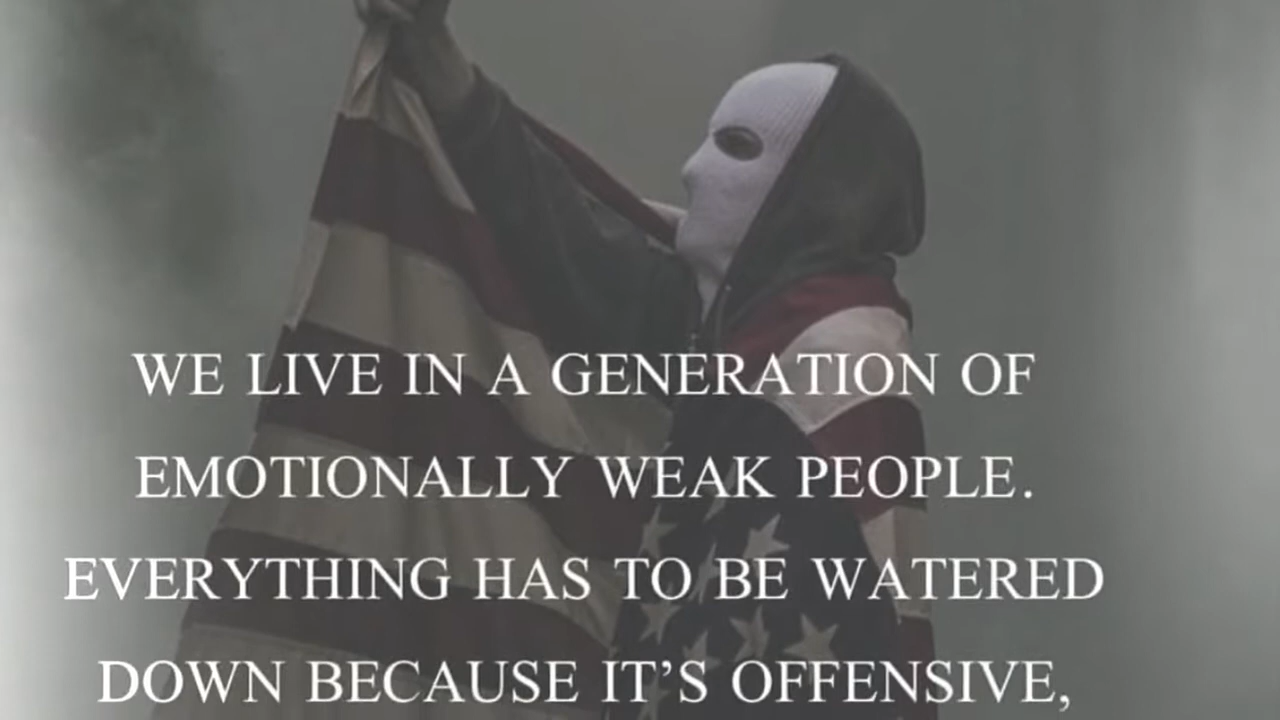 WE LIVE IN A GENERATION OF
EMOTIONALLY WEAK PEOPLE.
EVERYTHING HAS TO BE WATERED
DOWN BECAUSE IT’S OFFENSIVE,